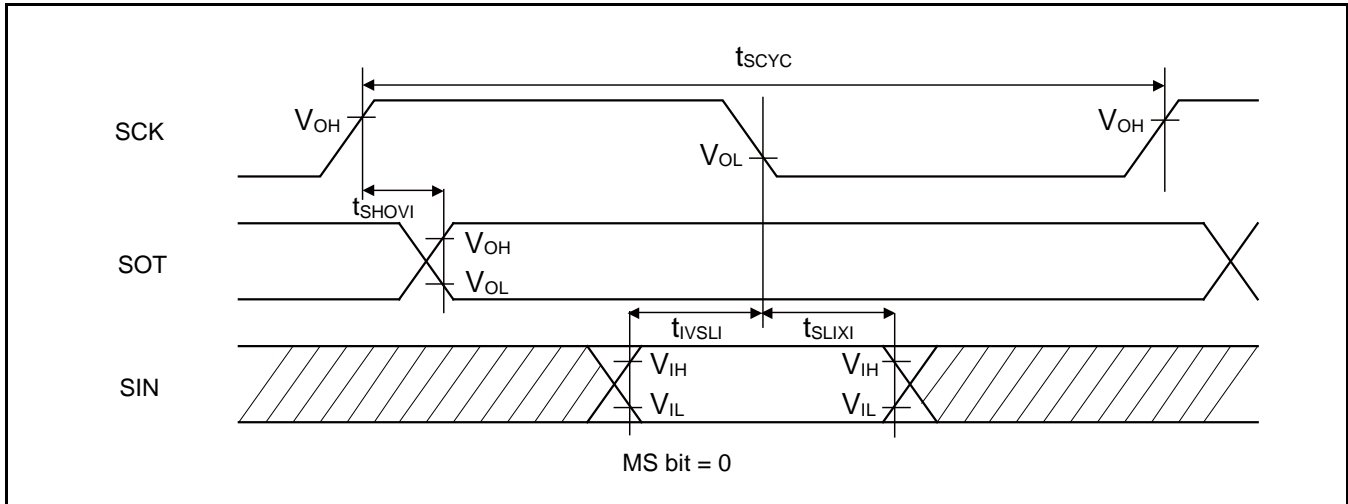 tSCYC
SCK
VOH
VOL
VOH
tSHOVI
SOT
VOH
VOL
tIVSLI
tSLIXI
SIN
VIH
VIH
VIL
VIL
MS bit = 0